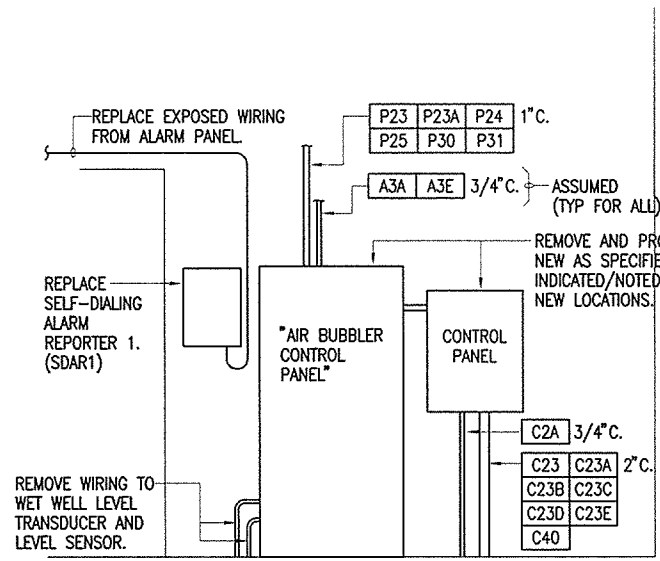 REPLACE EXPOSED WIRING
FROM ALARM PANEL.
P23 P23A P24 1"C.
P25 P30 P31
A3A A3E 3/4"C.
ASSUMED
(TYP FOR ALL)
REMOVE AND PRO
NEW AS SPECIFIE
INDICATED/NOTED
NEW LOCATIONS.
REPLACE
SELF-DIALING
ALARM
REPORTER 1.
(SDAR1)
"AIR BUBBLER
CONTROL
PANEL"
CONTROL
PANEL
C2A 3/4"C.
C23 C23A 2"C.
C23B C23C
C23D C23E
C40
REMOVE WIRING TO
WET WELL LEVEL
TRANSDUCER AND
LEVEL SENSOR.